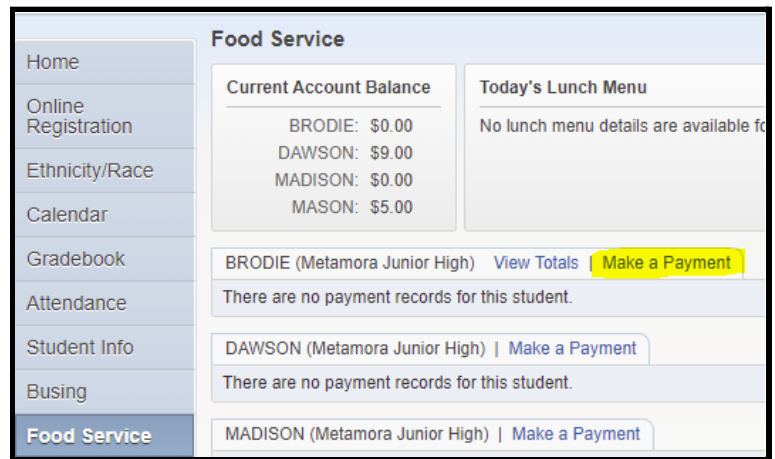 Home
Online
Registration
Ethnicity/Race
Calendar
Gradebook
Attendance
Student Info
Busing
Food Service
Food Service
Current Account Balance
BRODIE: $0.00
DAWSON: $9.00
MADISON: $0.00
MASON: $5.00
Today's Lunch Menu
No lunch menu details are available
BRODIE (Metamora Junior High) View Totals | Make a Payment
There are no payment records for this student.
DAWSON (Metamora Junior High) | Make a Payment
There are no payment records for this student.
MADISON (Metamora Junior High) | Make a Payment